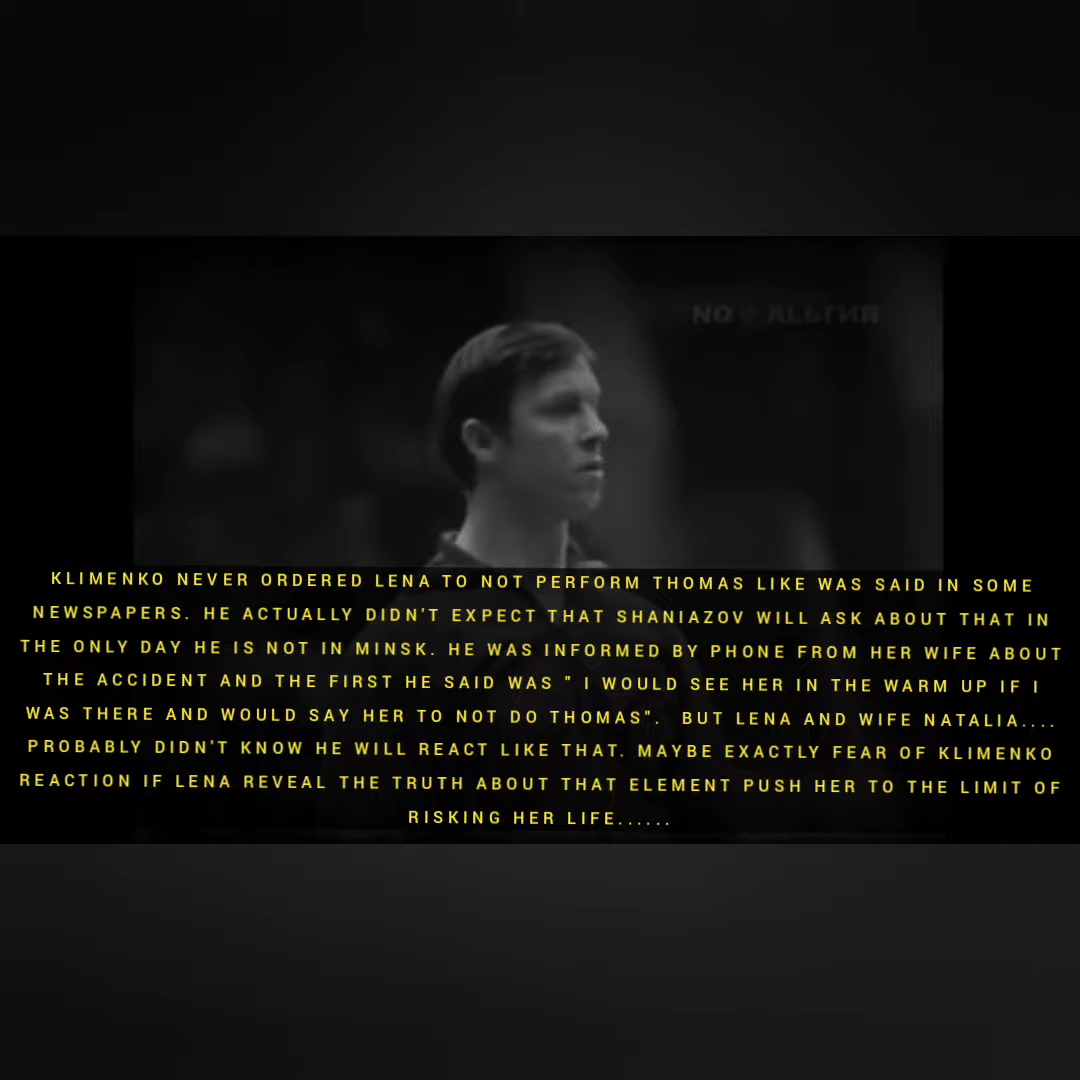 NO АЛЬГИЯ
KLIMENKO NEVER ORDERED LENA TO NOT PERFORM THOMAS LIKE WAS SAID IN SOME
NEWSPAPERS. HE ACTUALLY DIDN'T EXPECT THAT SHANIAZOV WILL ASK ABOUT THAT IN
THE ONLY DAY HE IS NOT IN MINSK. HE WAS INFORMED BY PHONE FROM HER WIFE ABOUT
THE ACCIDENT AND THE FIRST HE SAID WAS " I WOULD SEE HER IN THE WARM UP IF I
WAS THERE AND WOULD SAY HER TO NOT DO THOMAS".  BUT LENA AND WIFE NATALIA....
PROBABLY DIDN'T KNOW HE WILL REACT LIKE THAT. MAYBE EXACTLY FEAR OF KLIMENKO
REACTION IF LENA REVEAL THE TRUTH ABOUT THAT ELEMENT PUSH HER TO THE LIMIT OF
RISKING HER LIFE......